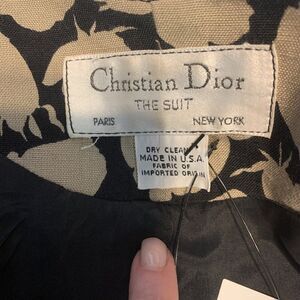 Christian Dior
THE SUIT
PARIS NEW YORK
DRY CLEAN
MADE IN U.S.A.
FABRIC OF
IMPORTED ORIGIN